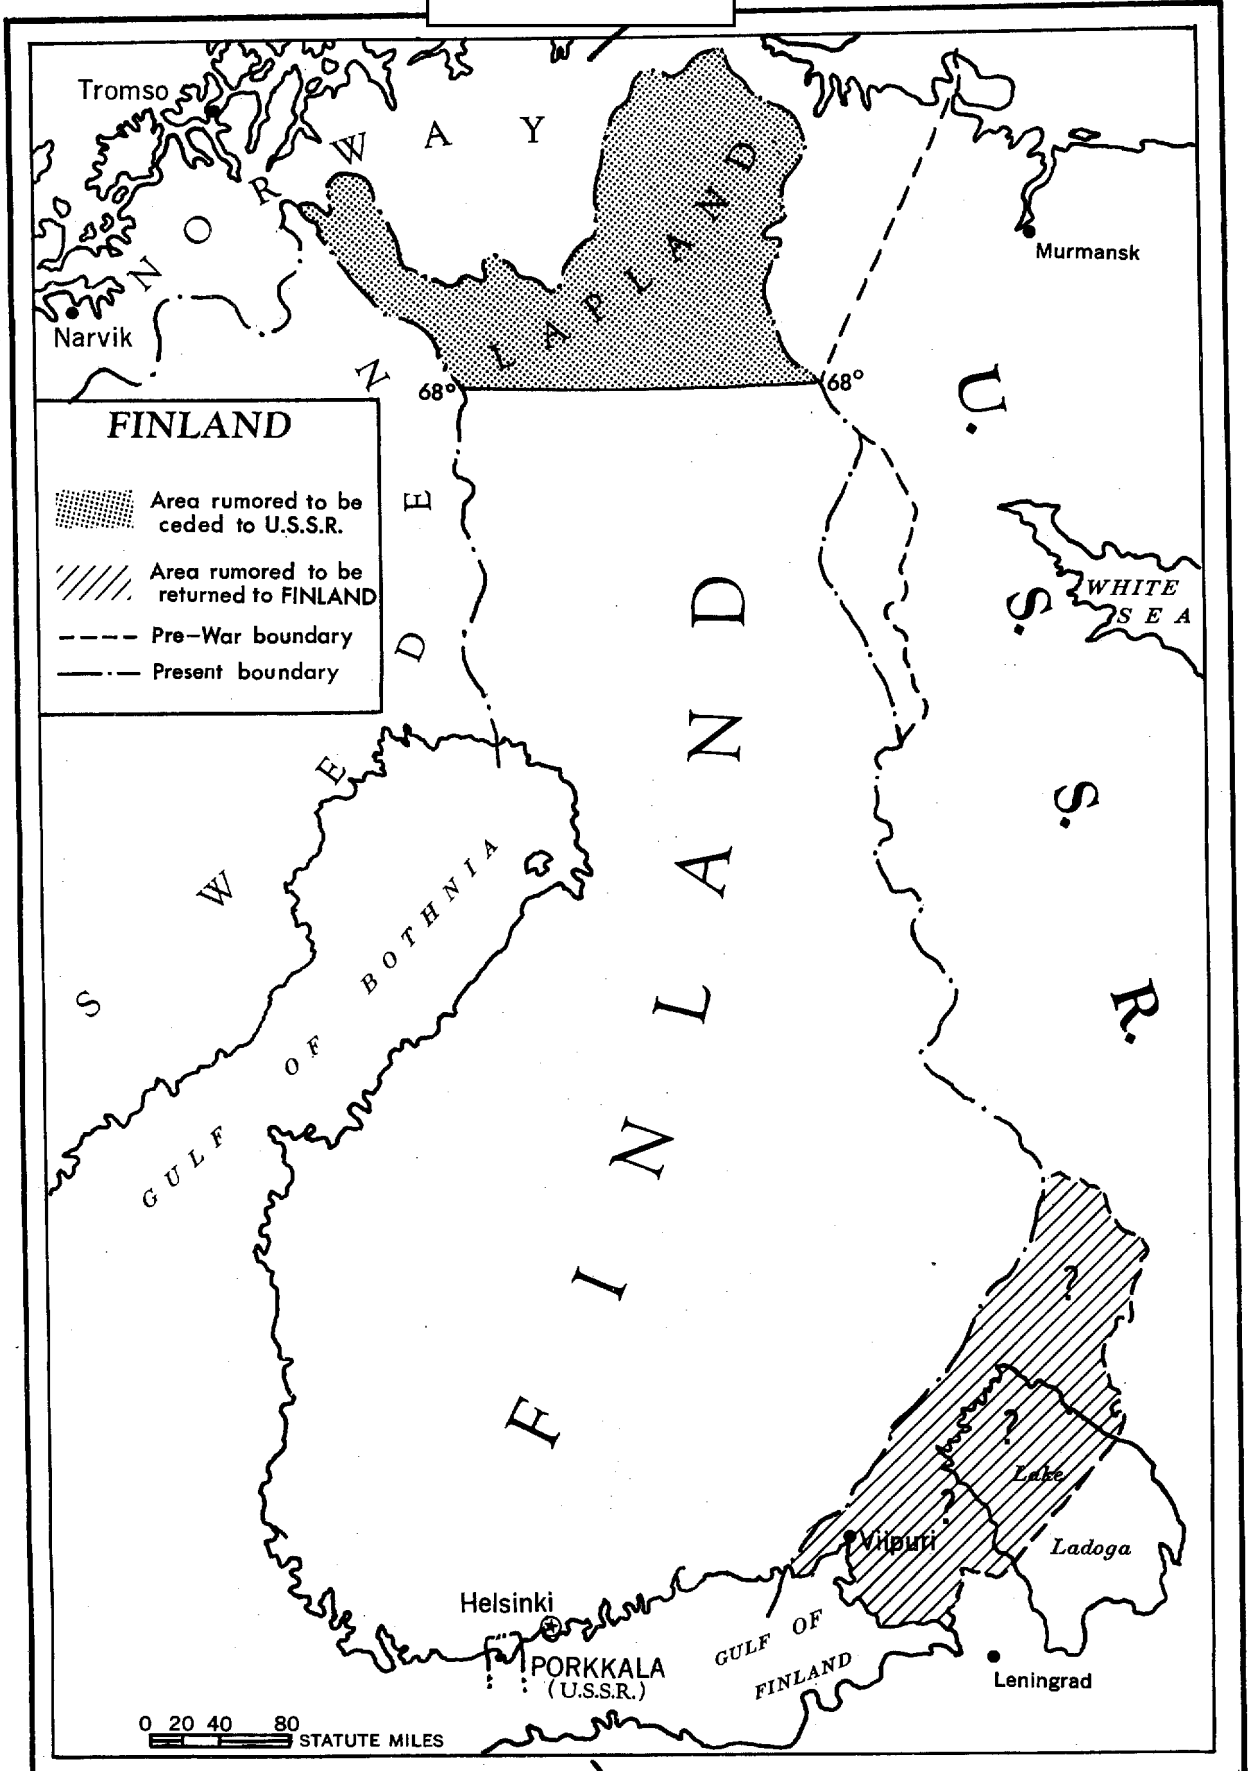 Tromso
NORWAY
LAPLAND
Murmansk
Narvik
68°
68°
FINLAND
Area rumored to be
ceded to U.S.S.R.
Area rumored to be
returned to FINLAND
Pre-War boundary
Present boundary
SWEDEN
U.S.S.R.
WHITE
SEA
FINLAND
GULF OF BOTHNIA
?
?
?
Lake
Ladoga
Viipuri
Helsinki
PORKKALA
(U.S.S.R.)
GULF OF
FINLAND
Leningrad
0 20 40 80
STATUTE MILES